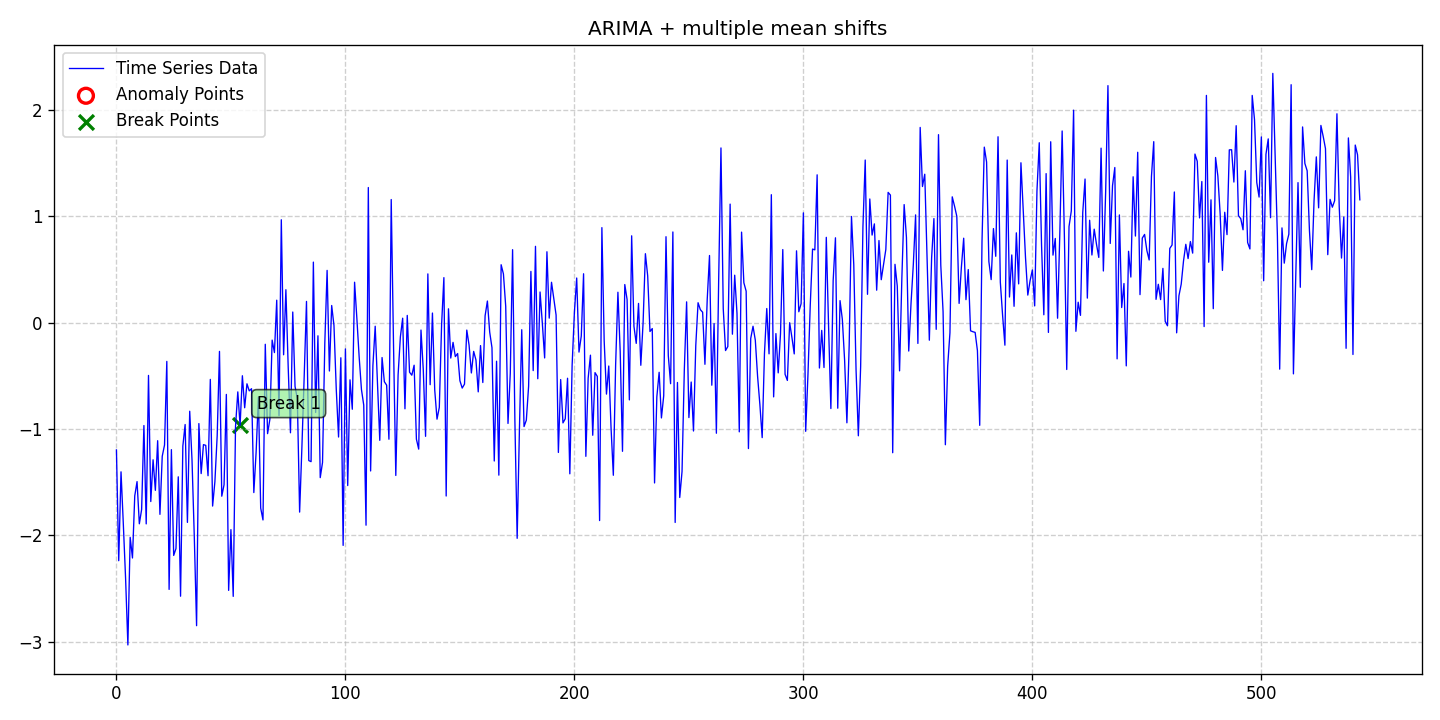 ARIMA + multiple mean shifts
Time Series Data
Anomaly Points
Break Points
Break 1
2
1
0
−1
−2
−3
0
100
200
300
400
500